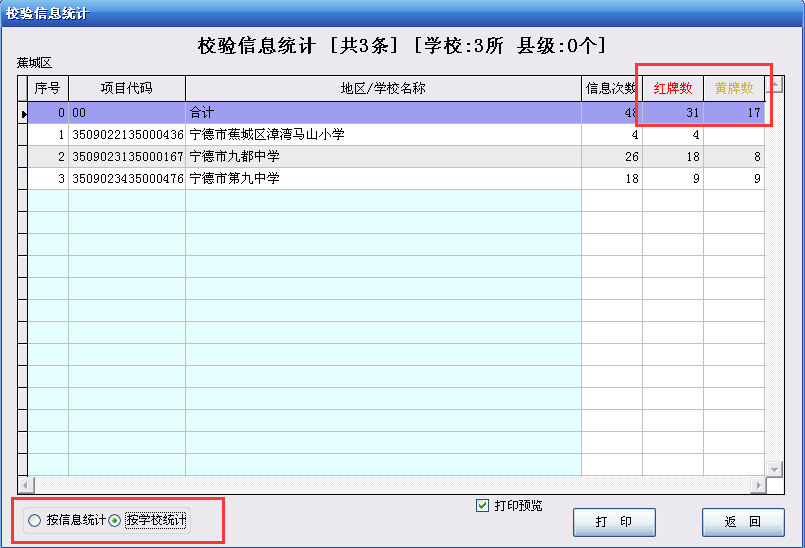 校验信息统计
校验信息统计 [共3条] [学校:3所 县级:0个]
蕉城区
序号 项目代码 地区/学校名称 信息次数 红牌数 黄牌数
0 00 合计 48 31 17
1 3509022135000436 宁德市蕉城区漳湾马山小学 4 4
2 3509023135000167 宁德市九都中学 26 18 8
3 3509023435000476 宁德市第九中学 18 9 9
按信息统计 按学校统计 打印预览
打 印 返 回